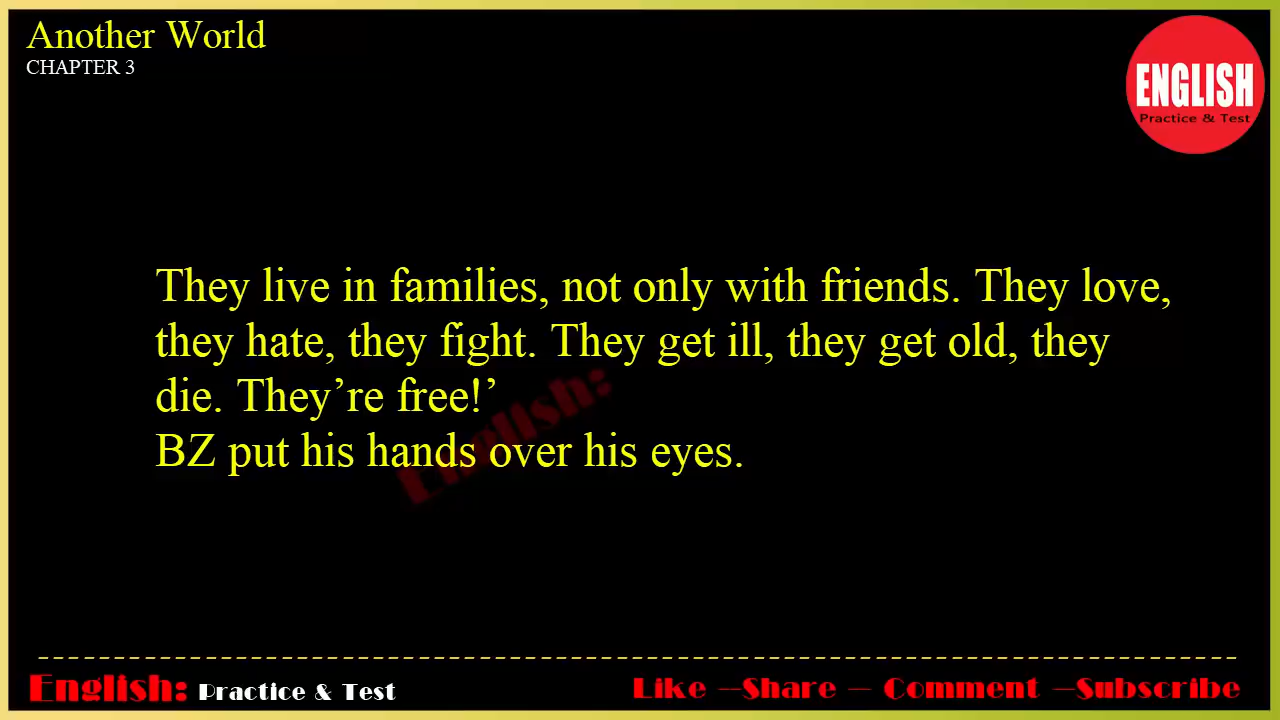 Another World
CHAPTER 3
ENGLISH
Practice & Test
They live in families, not only with friends. They love,
they hate, they fight. They get ill, they get old, they
die. They’re free!’
BZ put his hands over his eyes.
English:
English: Practice & Test
Like —Share — Comment —Subscribe